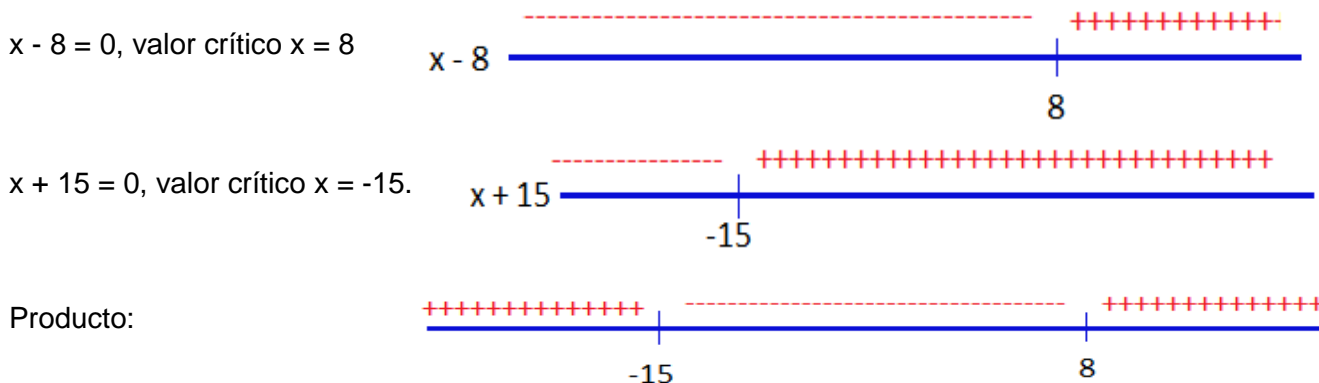 ----------------------------------------------- ++++++++++++-
x - 8 = 0, valor crítico x = 8
x - 8
8
---------------- ++++++++++++++++++++++++++++++++
x + 15 = 0, valor crítico x = -15.
x + 15
-15
++++++++++++++ ----------------------------------- ++++++++++++++
Producto:
-15
8